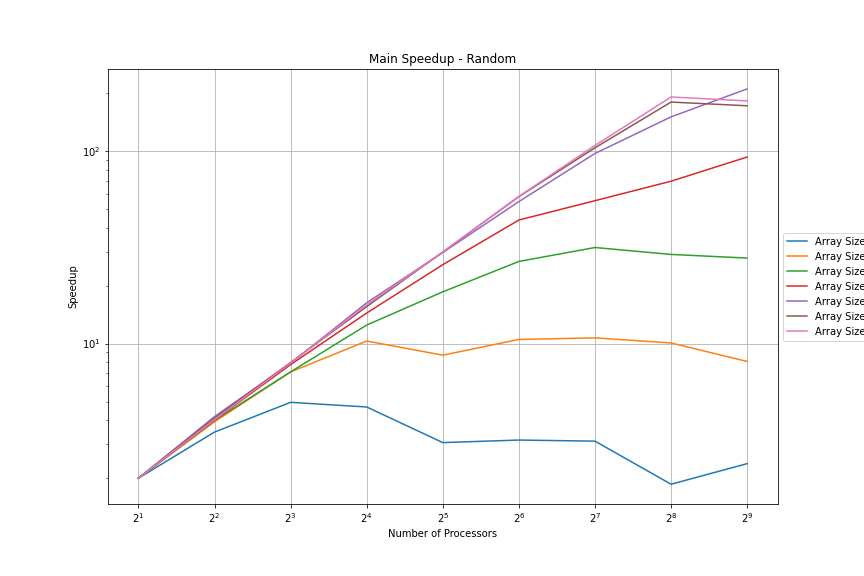 Main Speedup - Random
Speedup
10²
10¹
2¹ 2² 2³ 2⁴ 2⁵ 2⁶ 2⁷ 2⁸ 2⁹
Number of Processors
Array Size
Array Size
Array Size
Array Size
Array Size
Array Size
Array Size